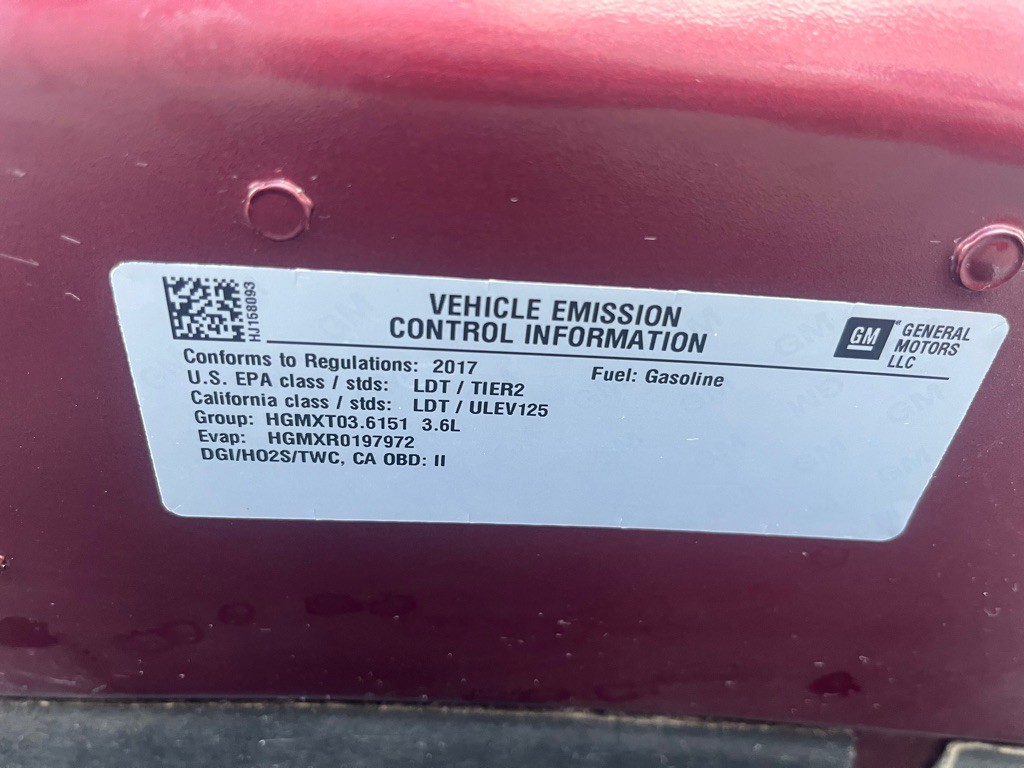 HJ158093
VEHICLE EMISSION
CONTROL INFORMATION
GM
® GENERAL
MOTORS
LLC
Conforms to Regulations: 2017
Fuel: Gasoline
U.S. EPA class / stds: LDT / TIER2
California class / stds: LDT / ULEV125
Group: HGMXT03.6151 3.6L
Evap: HGMXR0197972
DGI/HO2S/TWC, CA OBD: II